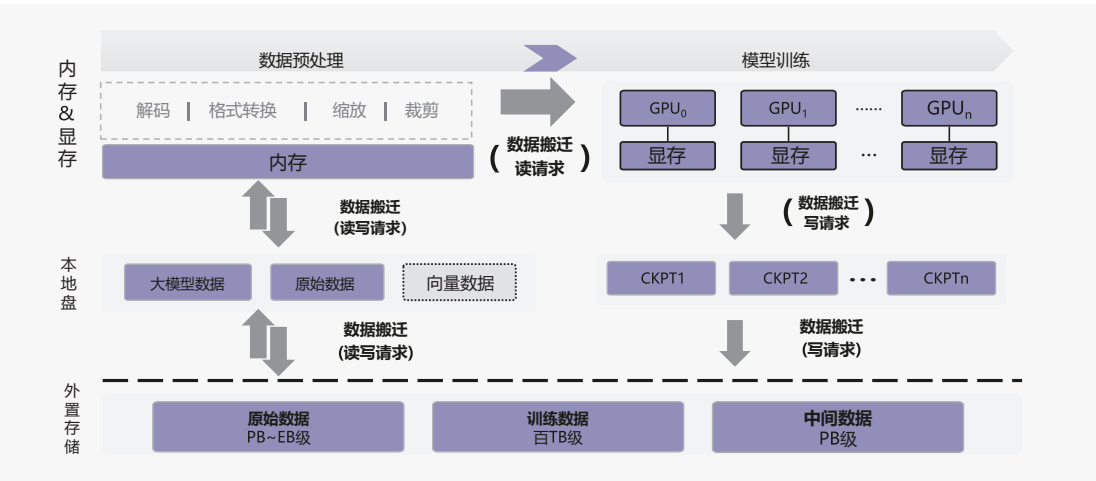 数据预处理
模型训练
内存&显存
解码 | 格式转换 | 缩放 | 裁剪
内存
(数据搬迁
读请求)
GPU0
GPU1
······
GPUn
显存
显存
···
显存
数据搬迁
(读写请求)
(数据搬迁
写请求)
本地盘
大模型数据
原始数据
向量数据
CKPT1
CKPT2
···
CKPTn
数据搬迁
(读写请求)
数据搬迁
(写请求)
外置存储
原始数据
PB~EB级
训练数据
百TB级
中间数据
PB级